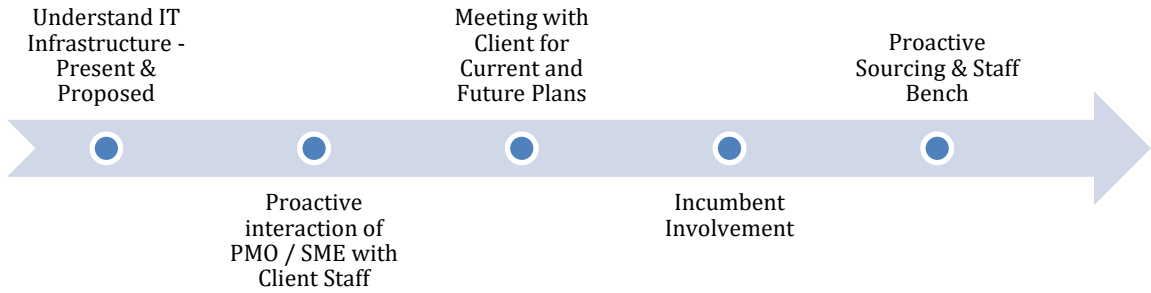 Understand IT
Infrastructure -
Present &
Proposed
Proactive
interaction of
PMO / SME with
Client Staff
Meeting with
Client for
Current and
Future Plans
Incumbent
Involvement
Proactive
Sourcing & Staff
Bench